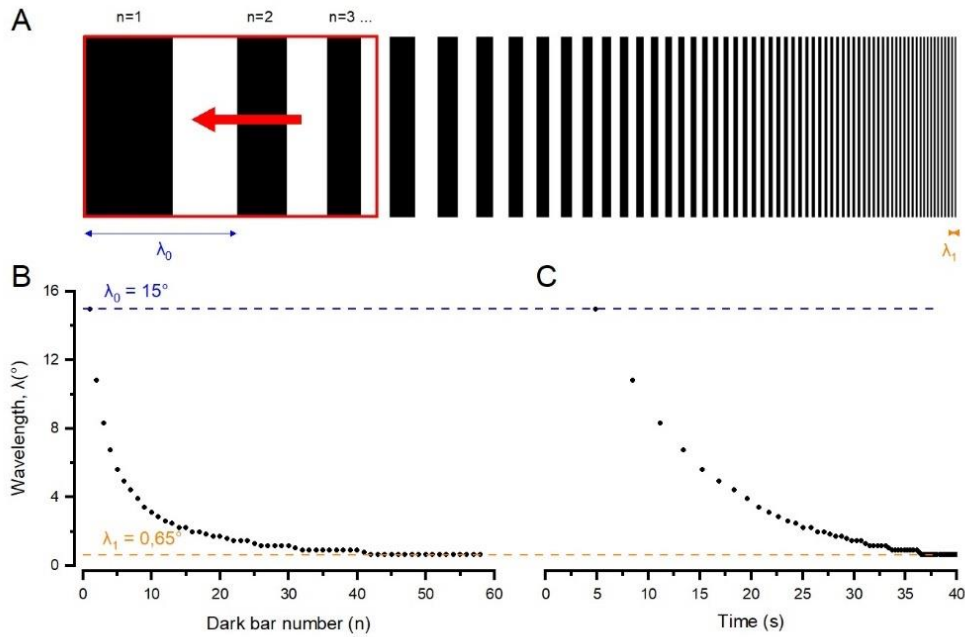 A
n=1 n=2 n=3 ...
λ0
λ1
B
C
16
12
8
4
0
Wavelength, λ(°)
λ0 = 15°
λ1 = 0,65°
0 10 20 30 40 50 60
0 5 10 15 20 25 30 35 40
Dark bar number (n)
Time (s)